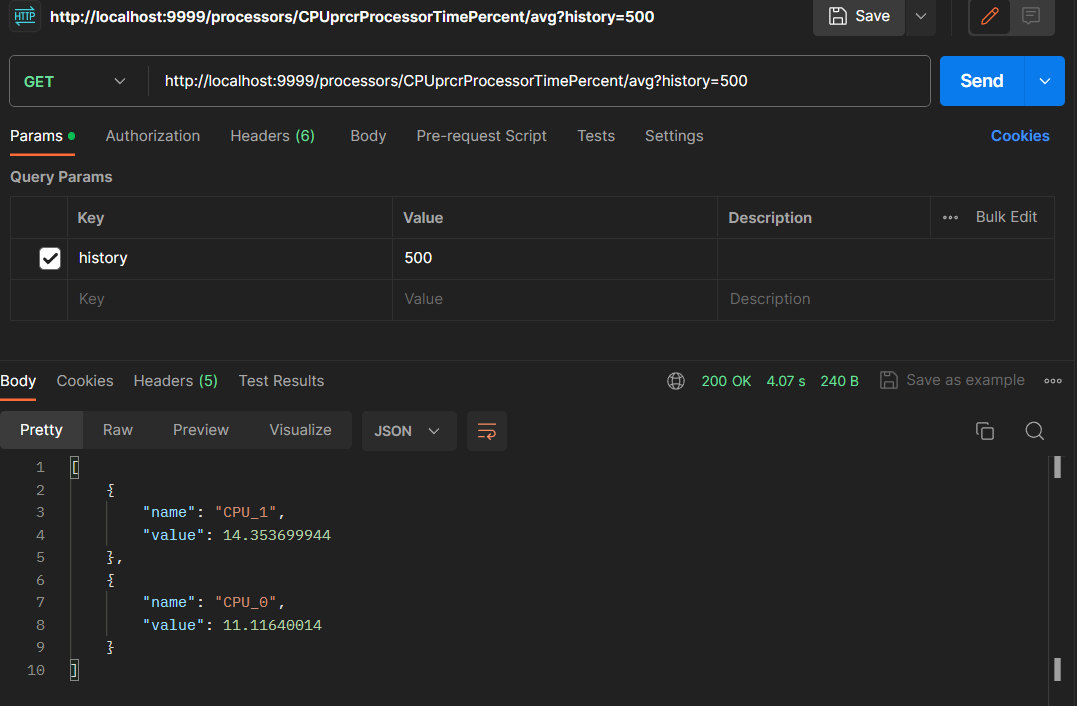 HTTP http://localhost:9999/processors/CPUprcrProcessorTimePercent/avg?history=500 Save
GET http://localhost:9999/processors/CPUprcrProcessorTimePercent/avg?history=500 Send
Params Authorization Headers (6) Body Pre-request Script Tests Settings Cookies
Query Params
Key Value Description Bulk Edit
history 500
Key Value Description
Body Cookies Headers (5) Test Results 200 OK 4.07 s 240 B Save as example
Pretty Raw Preview Visualize JSON
1 [
2 {
3 "name": "CPU_1",
4 "value": 14.353699944
5 },
6 {
7 "name": "CPU_0",
8 "value": 11.11640014
9 }
10 ]